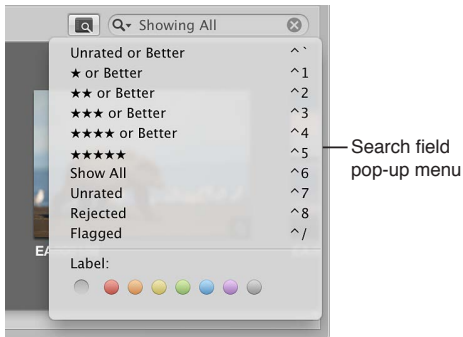 Showing All
Unrated or Better ^`
★ or Better ^1
★★ or Better ^2
★★★ or Better ^3
★★★★ or Better ^4
★★★★★ ^5
Show All ^6
Unrated ^7
Rejected ^8
Flagged ^/
Label:
Search field
pop-up menu